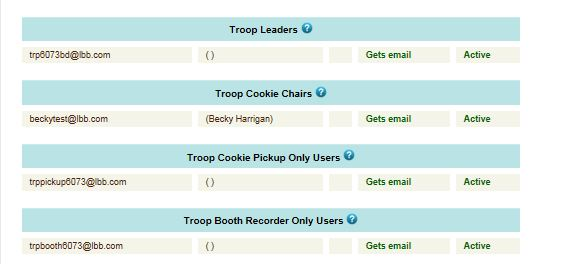 Troop Leaders ?
trp6073bd@lbb.com ( ) Gets email Active
Troop Cookie Chairs ?
beckytest@lbb.com (Becky Harrigan) Gets email Active
Troop Cookie Pickup Only Users ?
trppickup6073@lbb.com ( ) Gets email Active
Troop Booth Recorder Only Users ?
trpbooth6073@lbb.com ( ) Gets email Active